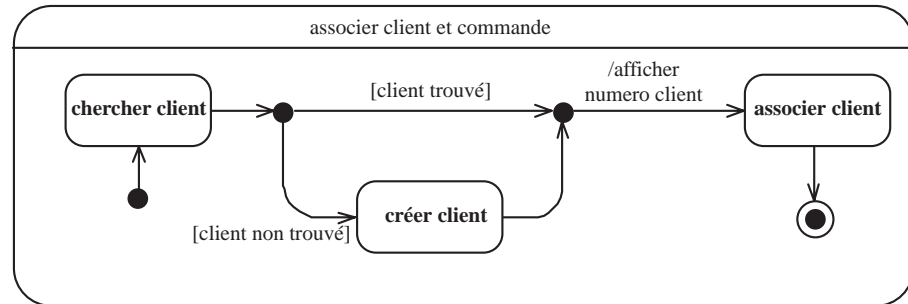 associer client et commande
/afficher
numero client
[client trouvé]
chercher client
associer client
créer client
[client non trouvé]